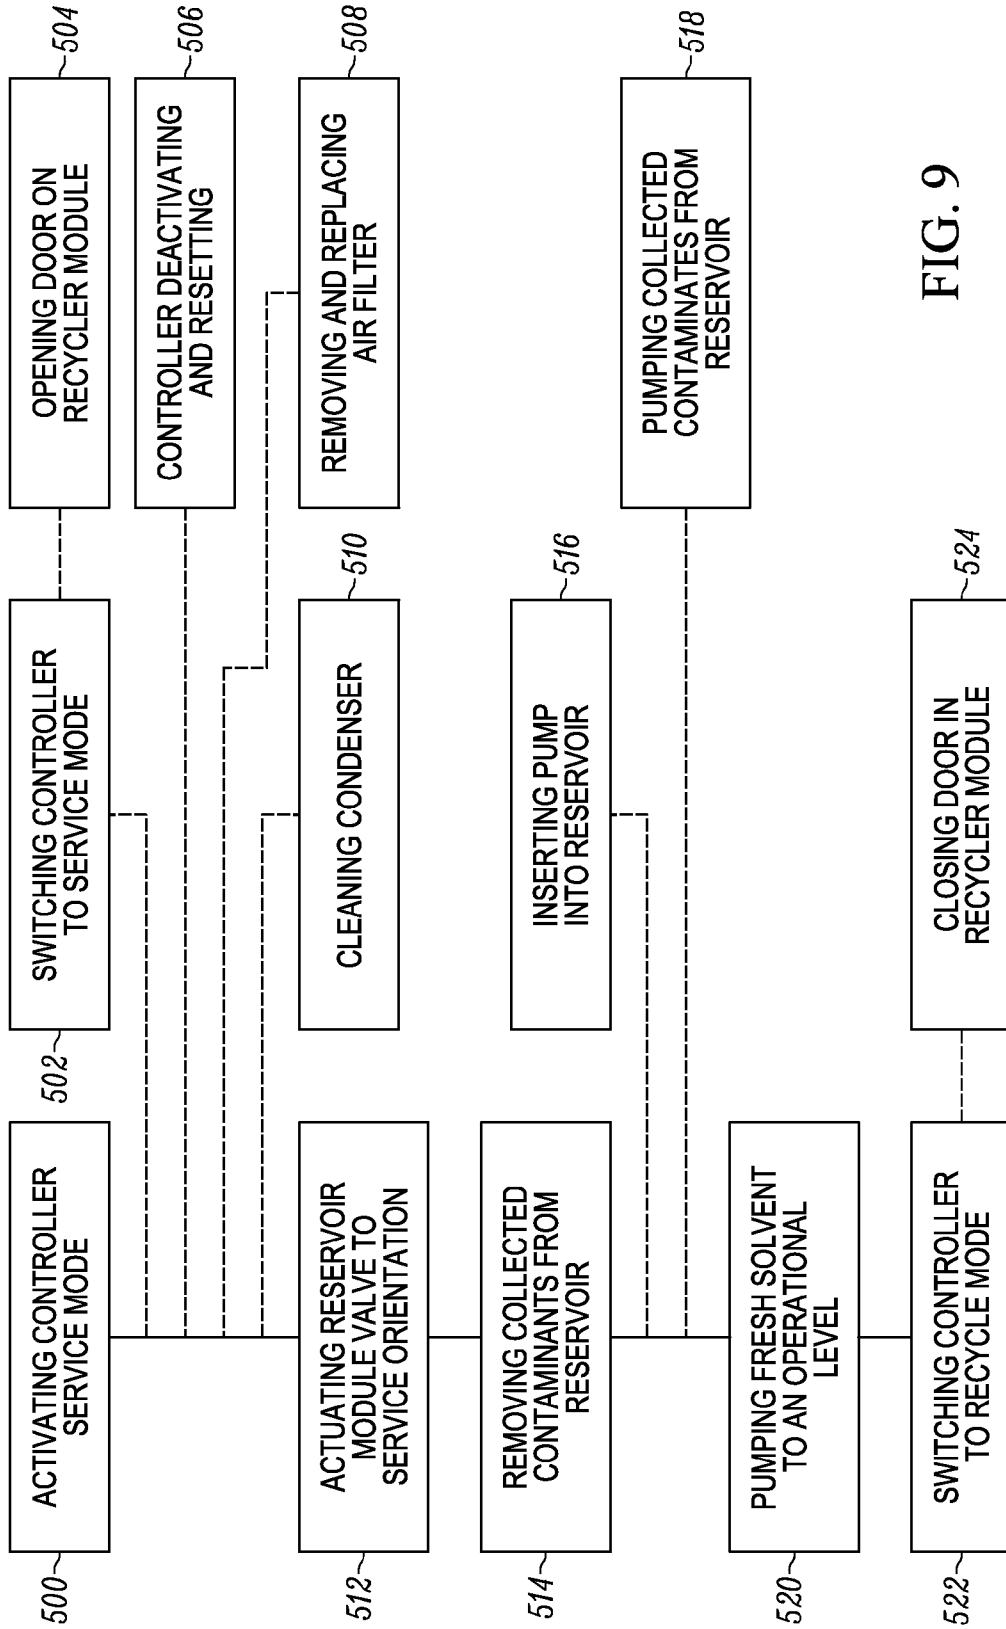 500
ACTIVATING CONTROLLER
SERVICE MODE
502
SWITCHING CONTROLLER
TO SERVICE MODE
504
OPENING DOOR ON
RECYCLER MODULE
506
CONTROLLER DEACTIVATING
AND RESETTING
508
REMOVING AND REPLACING
AIR FILTER
510
CLEANING CONDENSER
512
ACTUATING RESERVOIR
MODULE VALVE TO
SERVICE ORIENTATION
514
REMOVING COLLECTED
CONTAMINANTS FROM
RESERVOIR
516
INSERTING PUMP
INTO RESERVOIR
518
PUMPING COLLECTED
CONTAMINATES FROM
RESERVOIR
520
PUMPING FRESH SOLVENT
TO AN OPERATIONAL
LEVEL
522
SWITCHING CONTROLLER
TO RECYCLE MODE
524
CLOSING DOOR IN
RECYCLER MODULE
FIG. 9